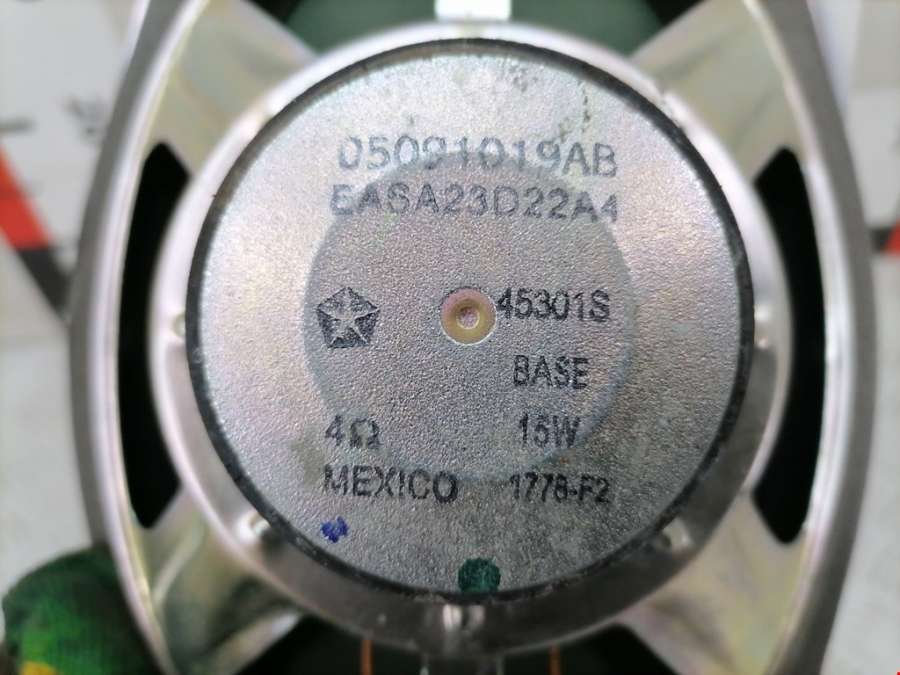 05091019AB
EASA23D22A4
45301S
BASE
4Ω 15W
MEXICO 1778-F2